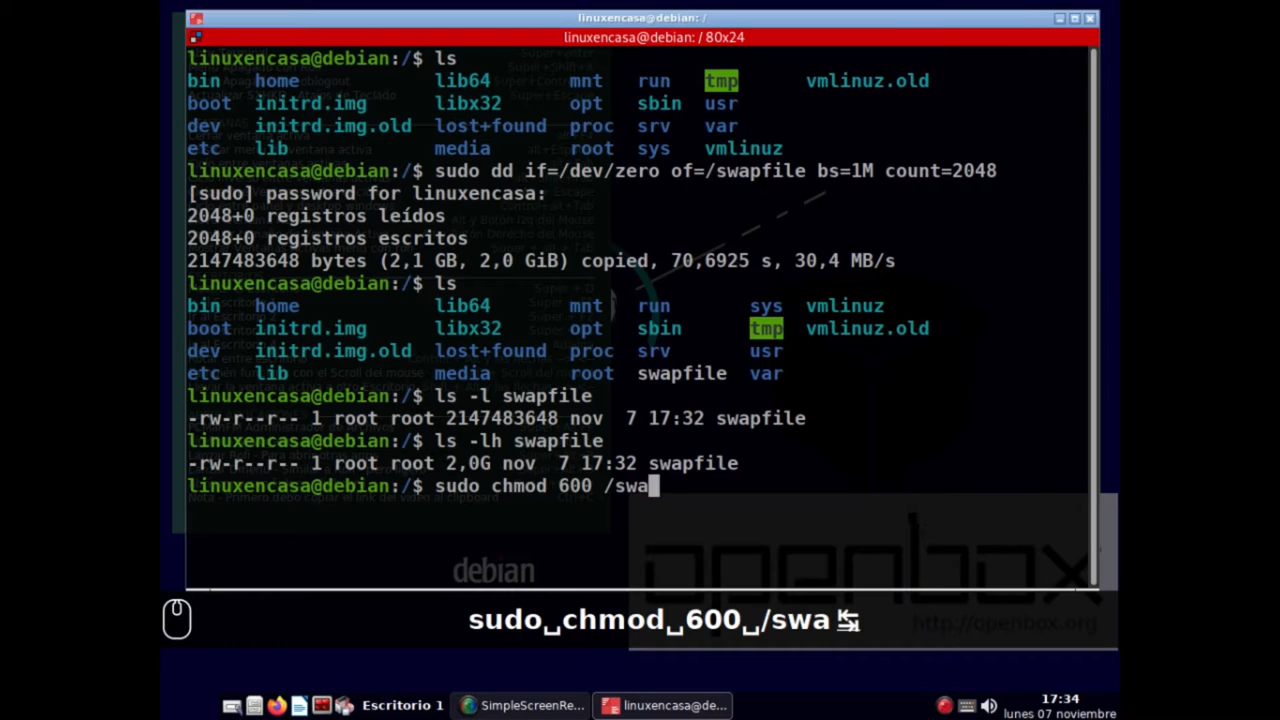 linuxencasa@debian: /
linuxencasa@debian: / 80x24
linuxencasa@debian:/$ ls
bin home lib64 mnt run tmp vmlinuz.old
boot initrd.img libx32 opt sbin usr
dev initrd.img.old lost+found proc srv var
etc lib media root sys vmlinuz
linuxencasa@debian:/$ sudo dd if=/dev/zero of=/swapfile bs=1M count=2048
[sudo] password for linuxencasa:
2048+0 registros leídos
2048+0 registros escritos
2147483648 bytes (2,1 GB, 2,0 GiB) copied, 70,6925 s, 30,4 MB/s
linuxencasa@debian:/$ ls
bin home lib64 mnt run sys vmlinuz
boot initrd.img libx32 opt sbin tmp vmlinuz.old
dev initrd.img.old lost+found proc srv usr
etc lib media root swapfile var
linuxencasa@debian:/$ ls -l swapfile
-rw-r--r-- 1 root root 2147483648 nov 7 17:32 swapfile
linuxencasa@debian:/$ ls -lh swapfile
-rw-r--r-- 1 root root 2,0G nov 7 17:32 swapfile
linuxencasa@debian:/$ sudo chmod 600 /swa
debian
openbox
http://openbox.org
sudo␣chmod␣600␣/swa ↹
Escritorio 1
SimpleScreenRe...
linuxencasa@de...
17:34
lunes 07 noviembre